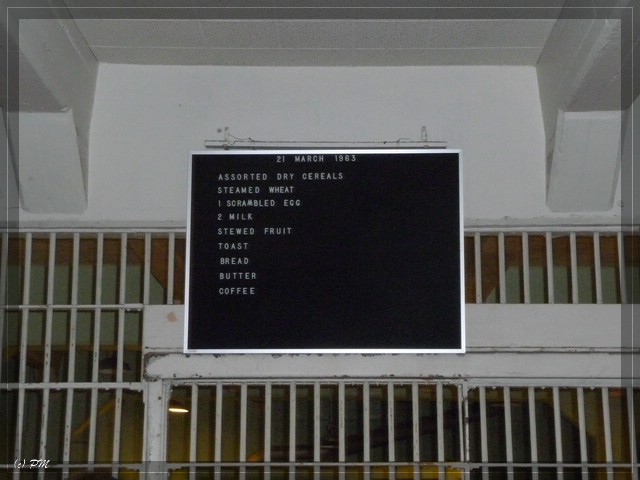 21 MARCH 1963
ASSORTED DRY CEREALS
STEAMED WHEAT
1 SCRAMBLED EGG
2 MILK
STEWED FRUIT
TOAST
BREAD
BUTTER
COFFEE
(c) PM